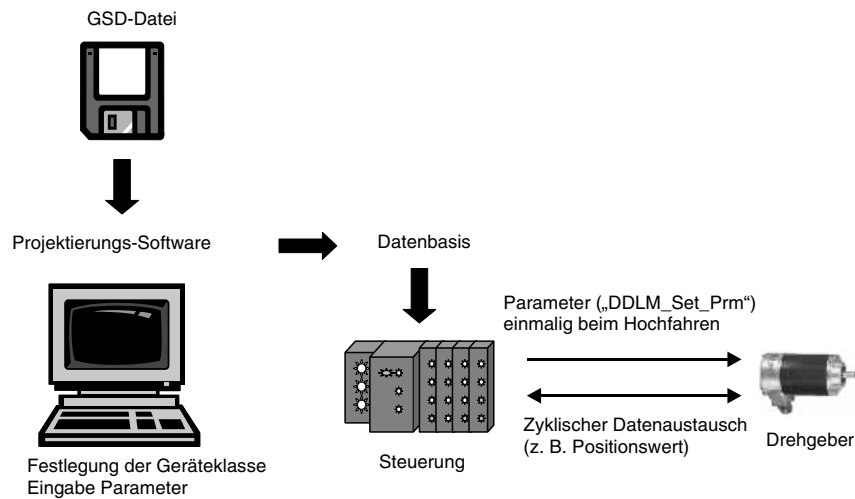 GSD-Datei
Projektierungs-Software
Datenbasis
Parameter („DDLM_Set_Prm“)
einmalig beim Hochfahren
Zyklischer Datenaustausch
(z. B. Positionswert)
Drehgeber
Steuerung
Festlegung der Geräteklasse
Eingabe Parameter